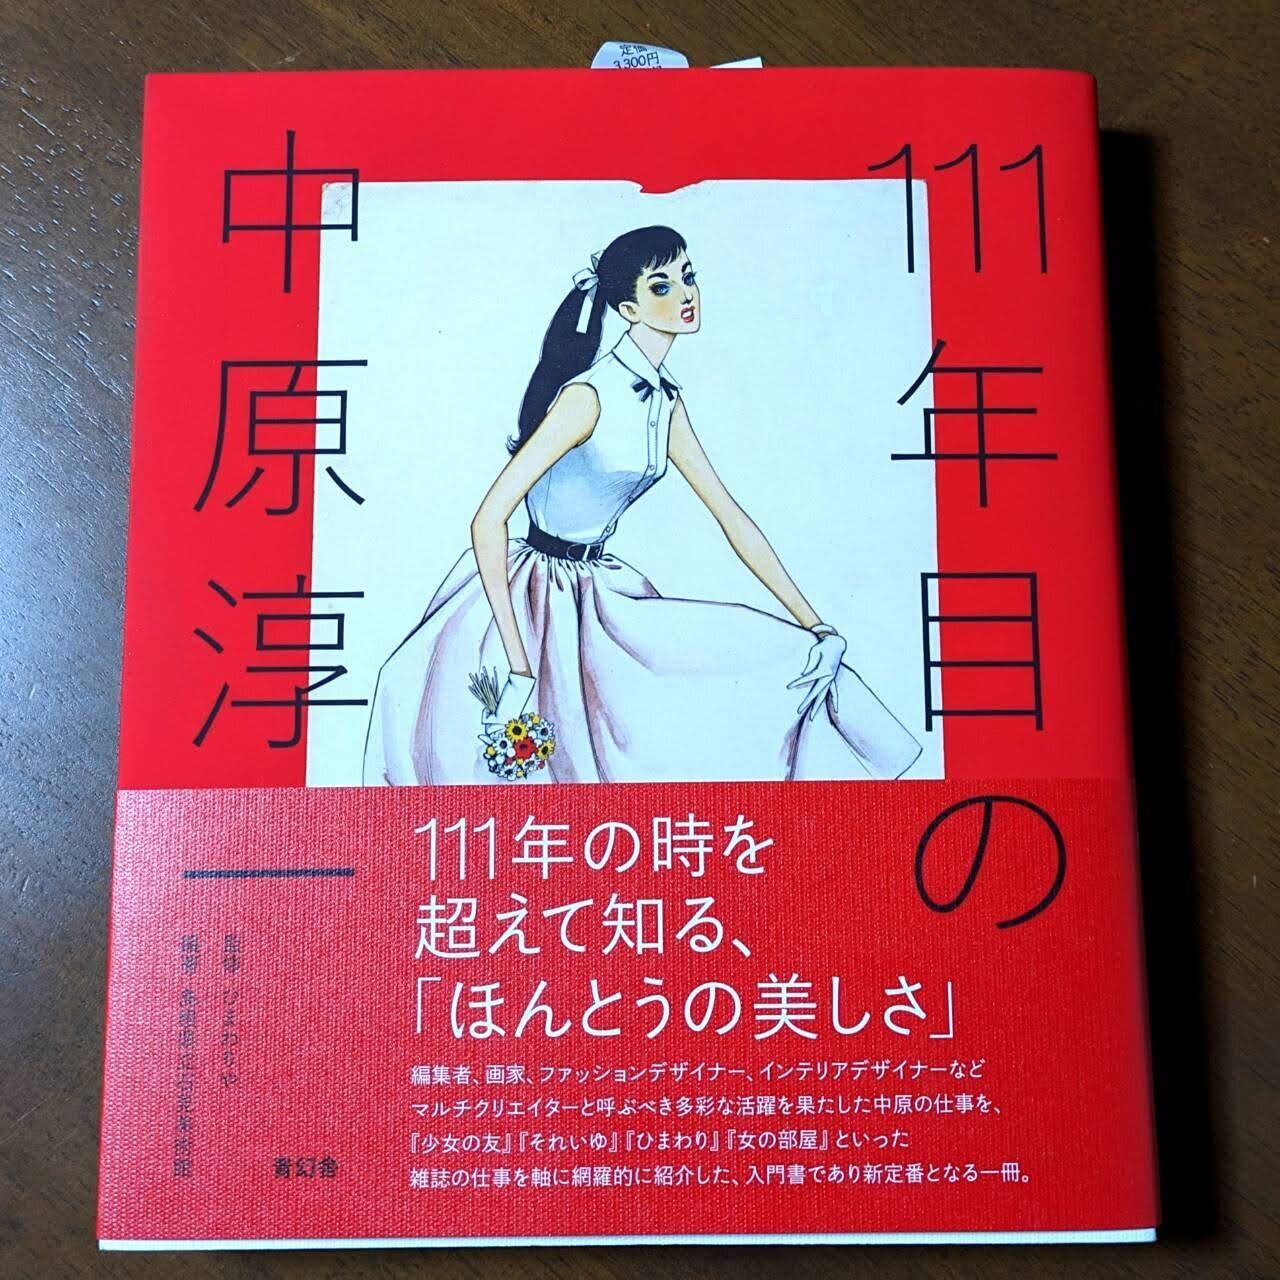 定価
3,300円
111年目の
中原淳一
監修 ひまわりや
青幻舎
111年の時を
超えて知る、
「ほんとうの美しさ」
編集者、画家、ファッションデザイナー、インテリアデザイナーなど
マルチクリエイターと呼ぶべき多彩な活躍を果たした中原の仕事を、
『少女の友』『それいゆ』『ひまわり』『女の部屋』といった
雑誌の仕事を軸に網羅的に紹介した、入門書であり新定番となる一冊。